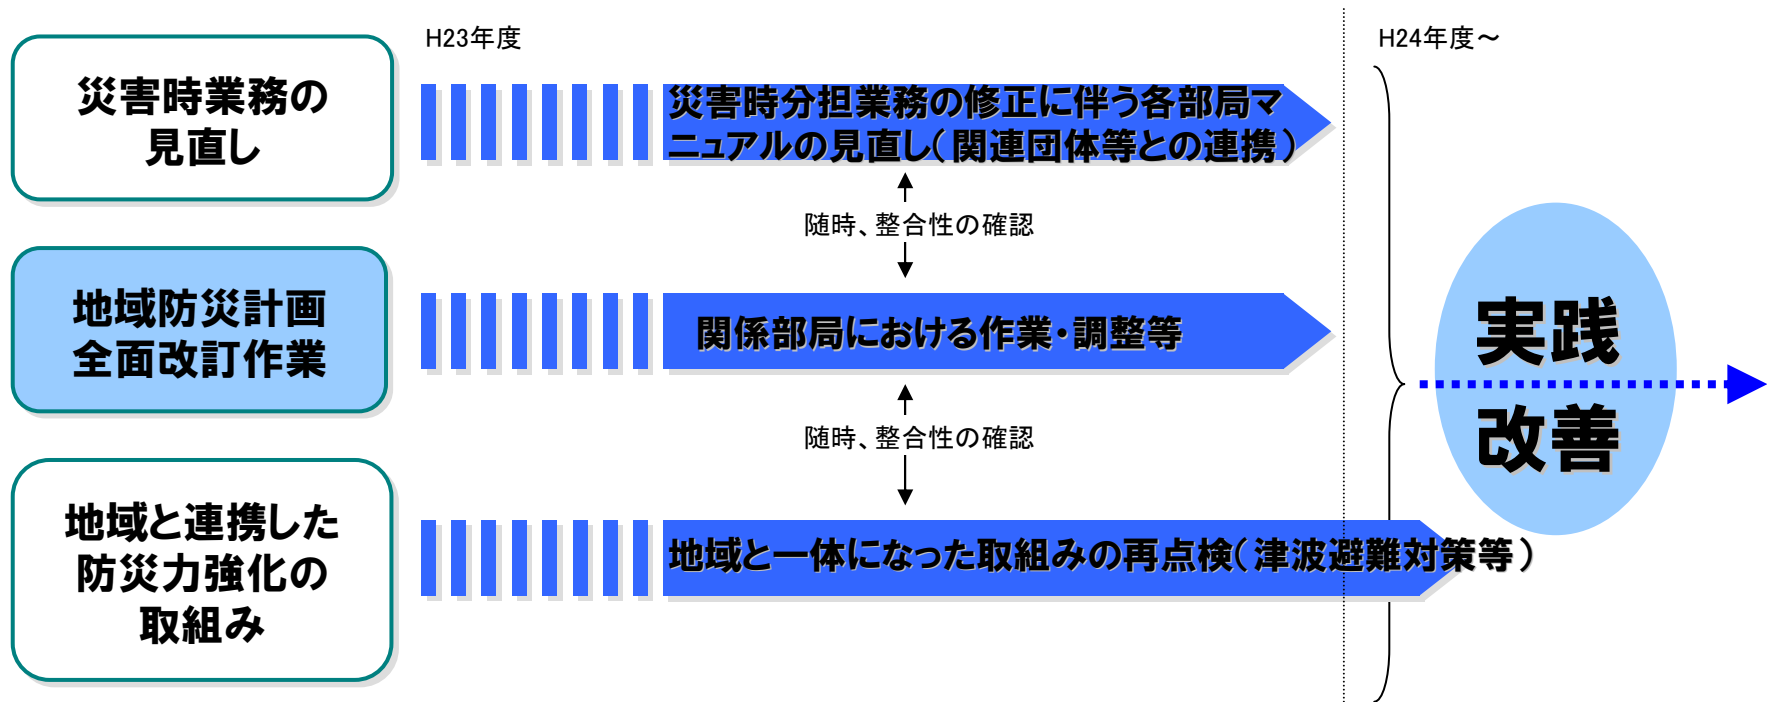 H23年度
H24年度～
災害時業務の
見直し
災害時分担業務の修正に伴う各部局マ
ニュアルの見直し（関連団体等との連携）
随時、整合性の確認
地域防災計画
全面改訂作業
関係部局における作業・調整等
実践
改善
随時、整合性の確認
地域と連携した
防災力強化の
取組み
地域と一体になった取組みの再点検（津波避難対策等）